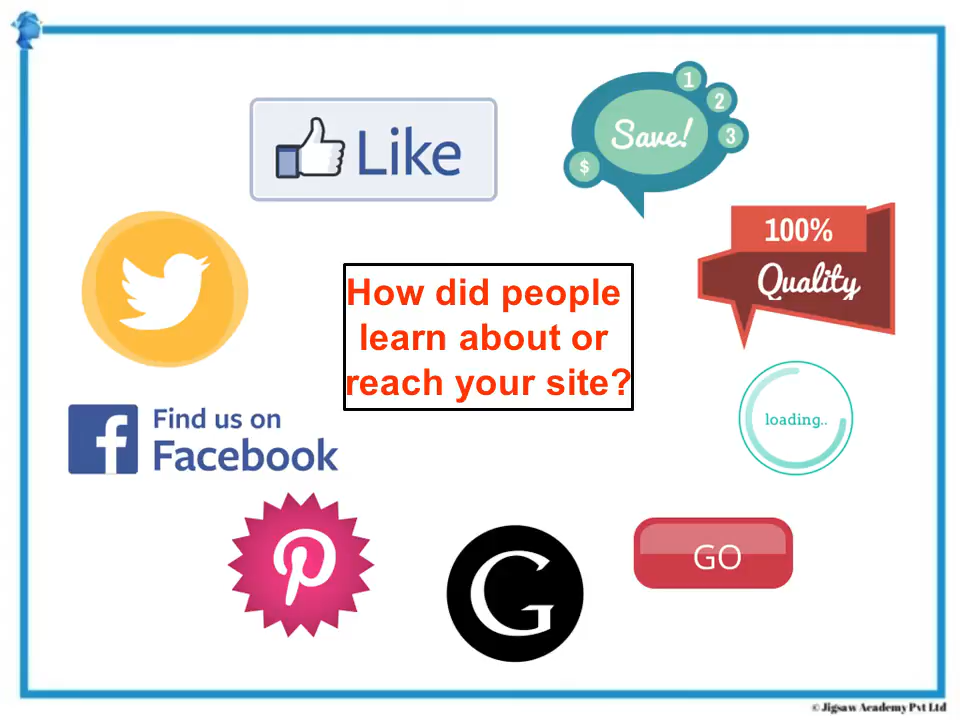 Like
Save!
1
2
3
$
100%
Quality
How did people
learn about or
reach your site?
Find us on
Facebook
loading..
GO
G
©Jigsaw Academy Pvt Ltd